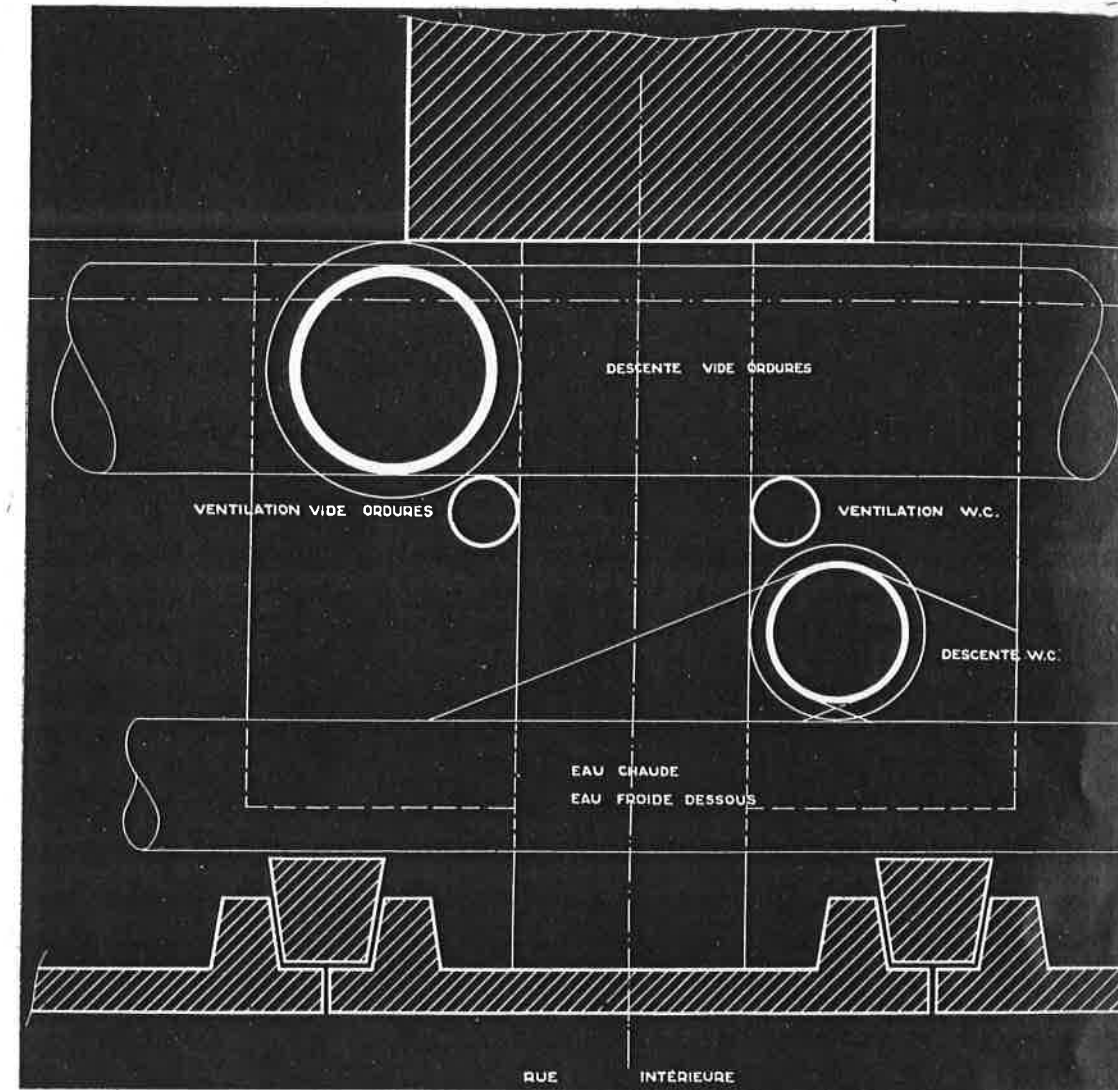 DESCENTE VIDE ORDURES
VENTILATION VIDE ORDURES
VENTILATION W.C.
DESCENTE W.C.
EAU CHAUDE
EAU FROIDE DESSOUS
RUE INTÉRIEURE